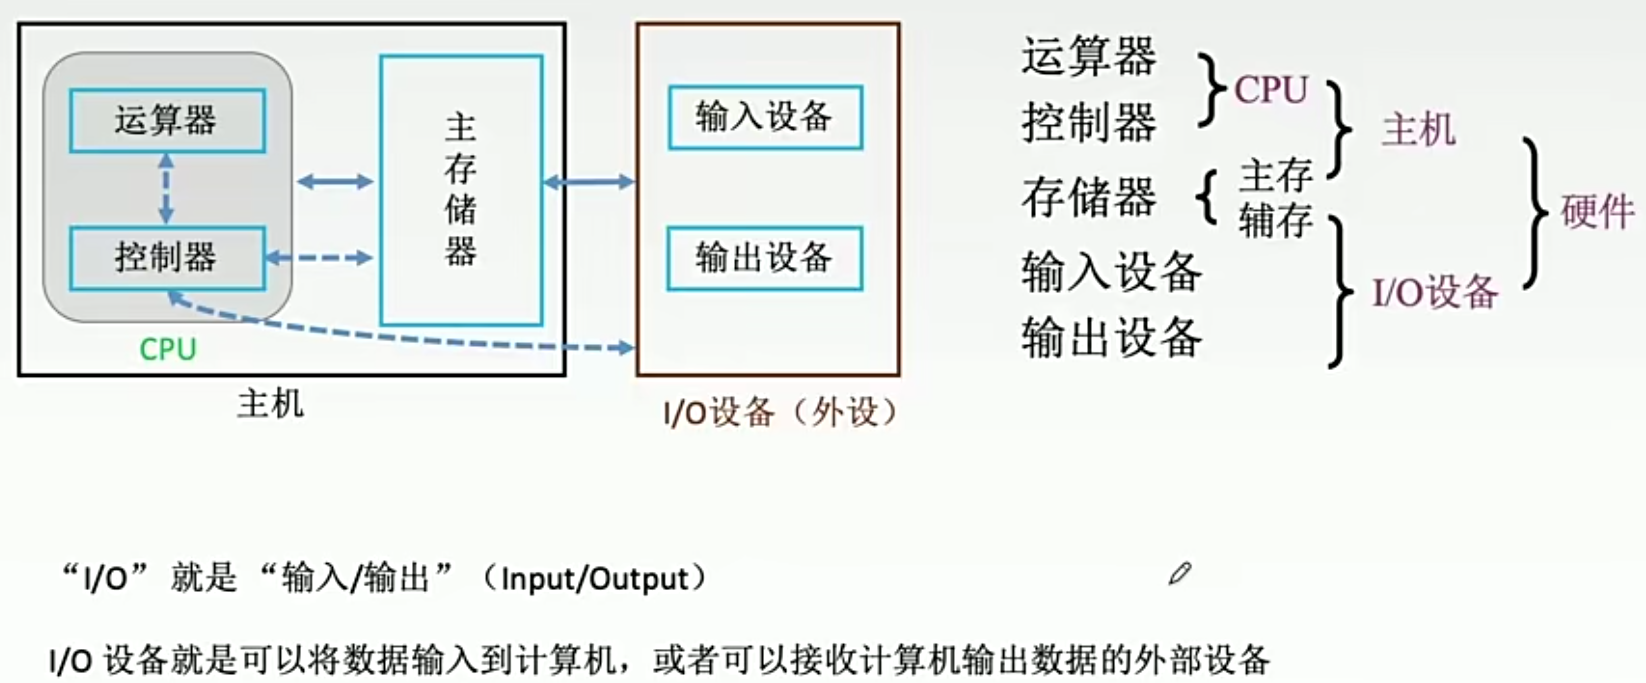 运算器
控制器
CPU
主存储器
主机
输入设备
输出设备
I/O设备（外设）
运算器
控制器
CPU
存储器
主存
辅存
主机
输入设备
输出设备
I/O设备
硬件
“I/O” 就是 “输入/输出” （Input/Output）
I/O 设备就是可以将数据输入到计算机，或者可以接收计算机输出数据的外部设备